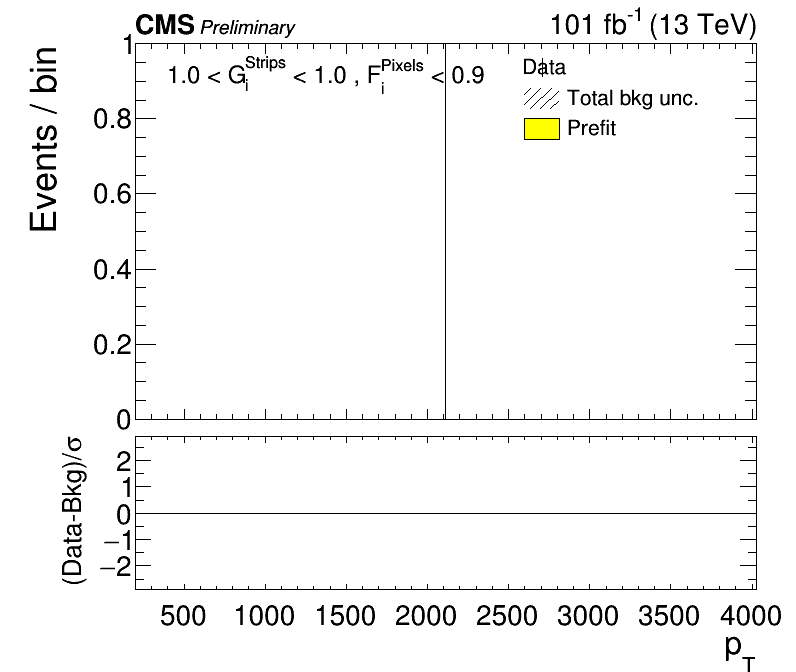 CMS Preliminary 101 fb-1 (13 TeV)
Events / bin
1.0 < GiStrips < 1.0 , FiPixels < 0.9
Data
Total bkg unc.
Prefit
1
0.8
0.6
0.4
0.2
0
(Data-Bkg)/σ
2
1
0
−1
−2
500 1000 1500 2000 2500 3000 3500 4000
pT